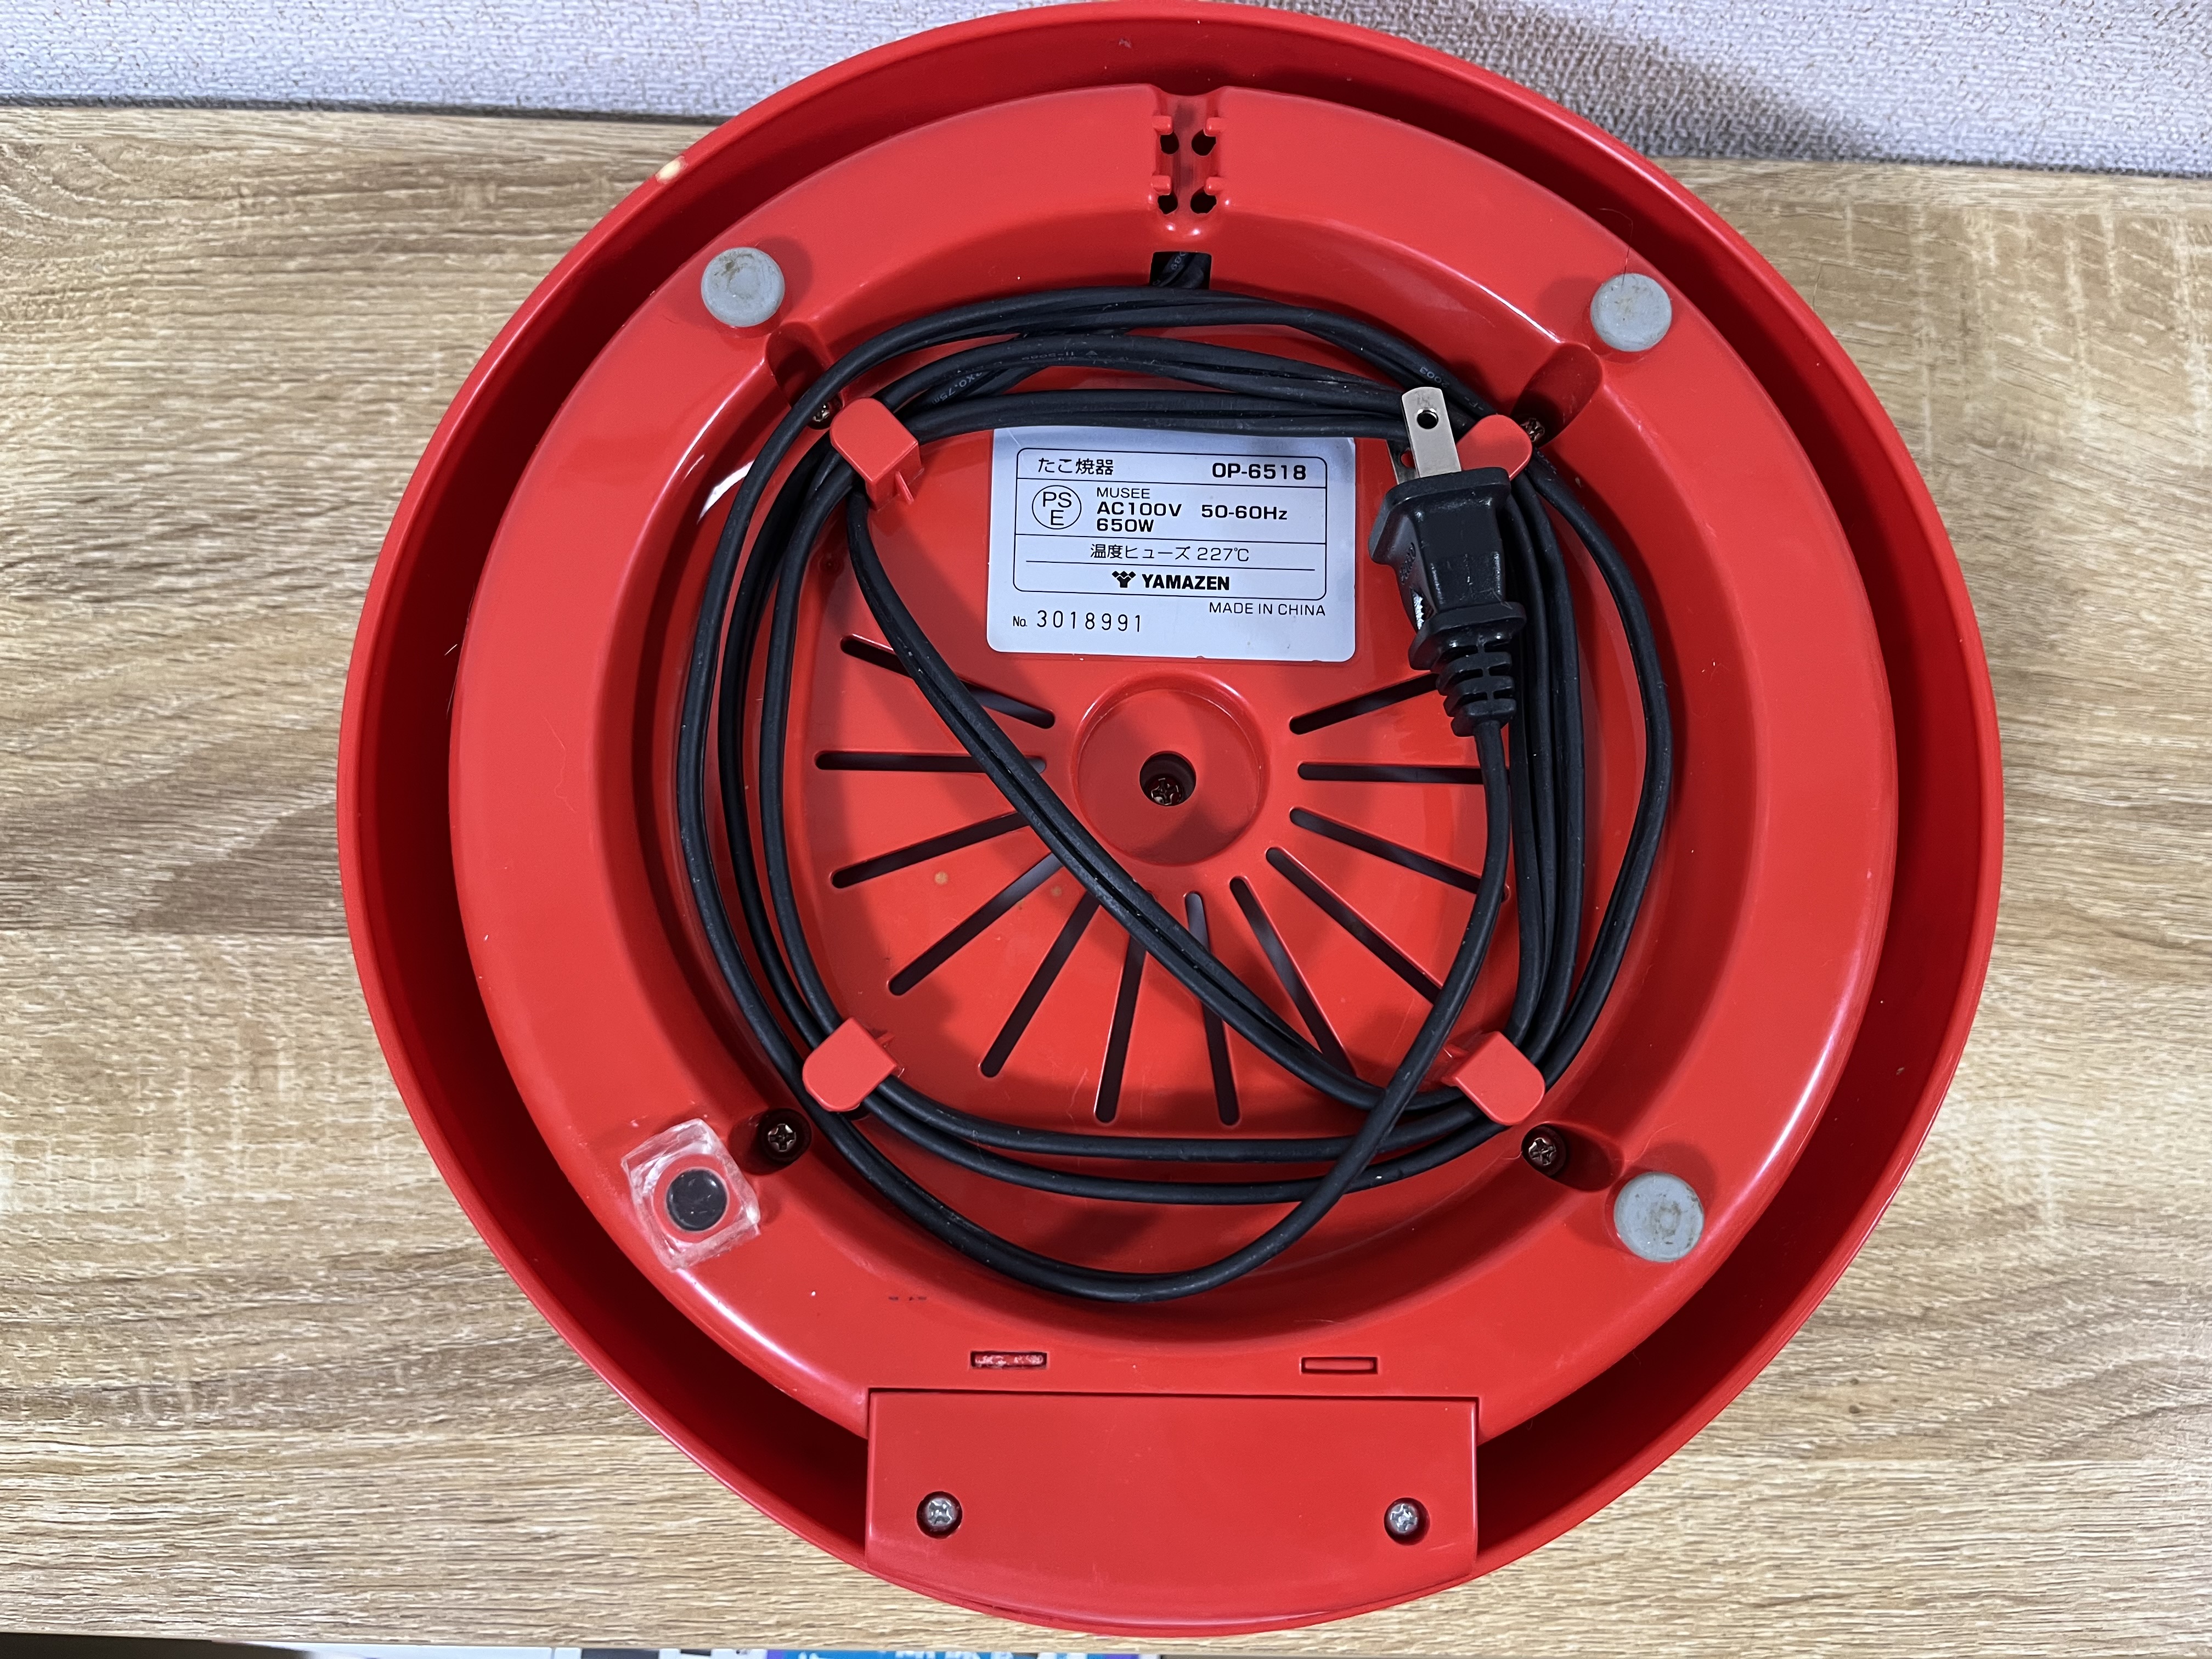 たこ焼器 OP-6518
MUSEE
PS
E
AC100V 50-60Hz
650W
温度ヒューズ 227℃
YAMAZEN
MADE IN CHINA
No. 3018991